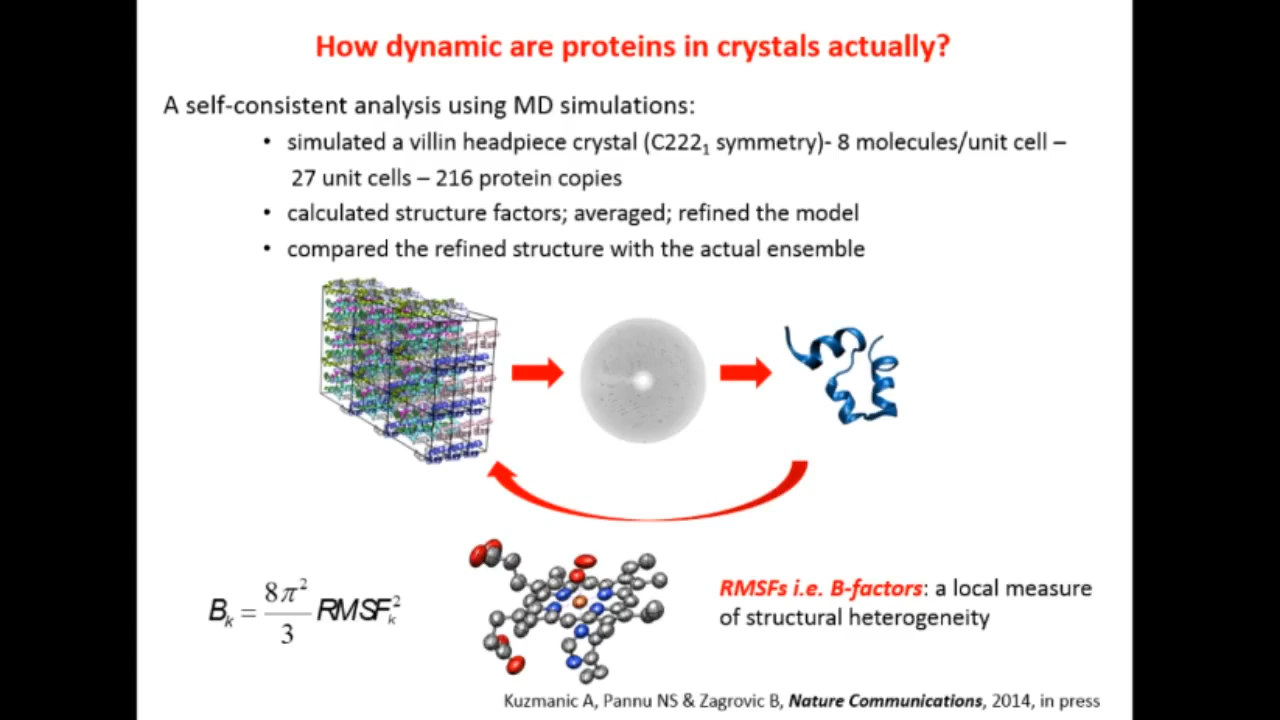 How dynamic are proteins in crystals actually?
A self-consistent analysis using MD simulations:
• simulated a villin headpiece crystal (C222₁ symmetry)- 8 molecules/unit cell –
27 unit cells – 216 protein copies
• calculated structure factors; averaged; refined the model
• compared the refined structure with the actual ensemble
Bₖ = 8π²/3 RMSFₖ²
RMSFs i.e. B-factors: a local measure
of structural heterogeneity
Kuzmanic A, Pannu NS & Zagrovic B, Nature Communications, 2014, in press